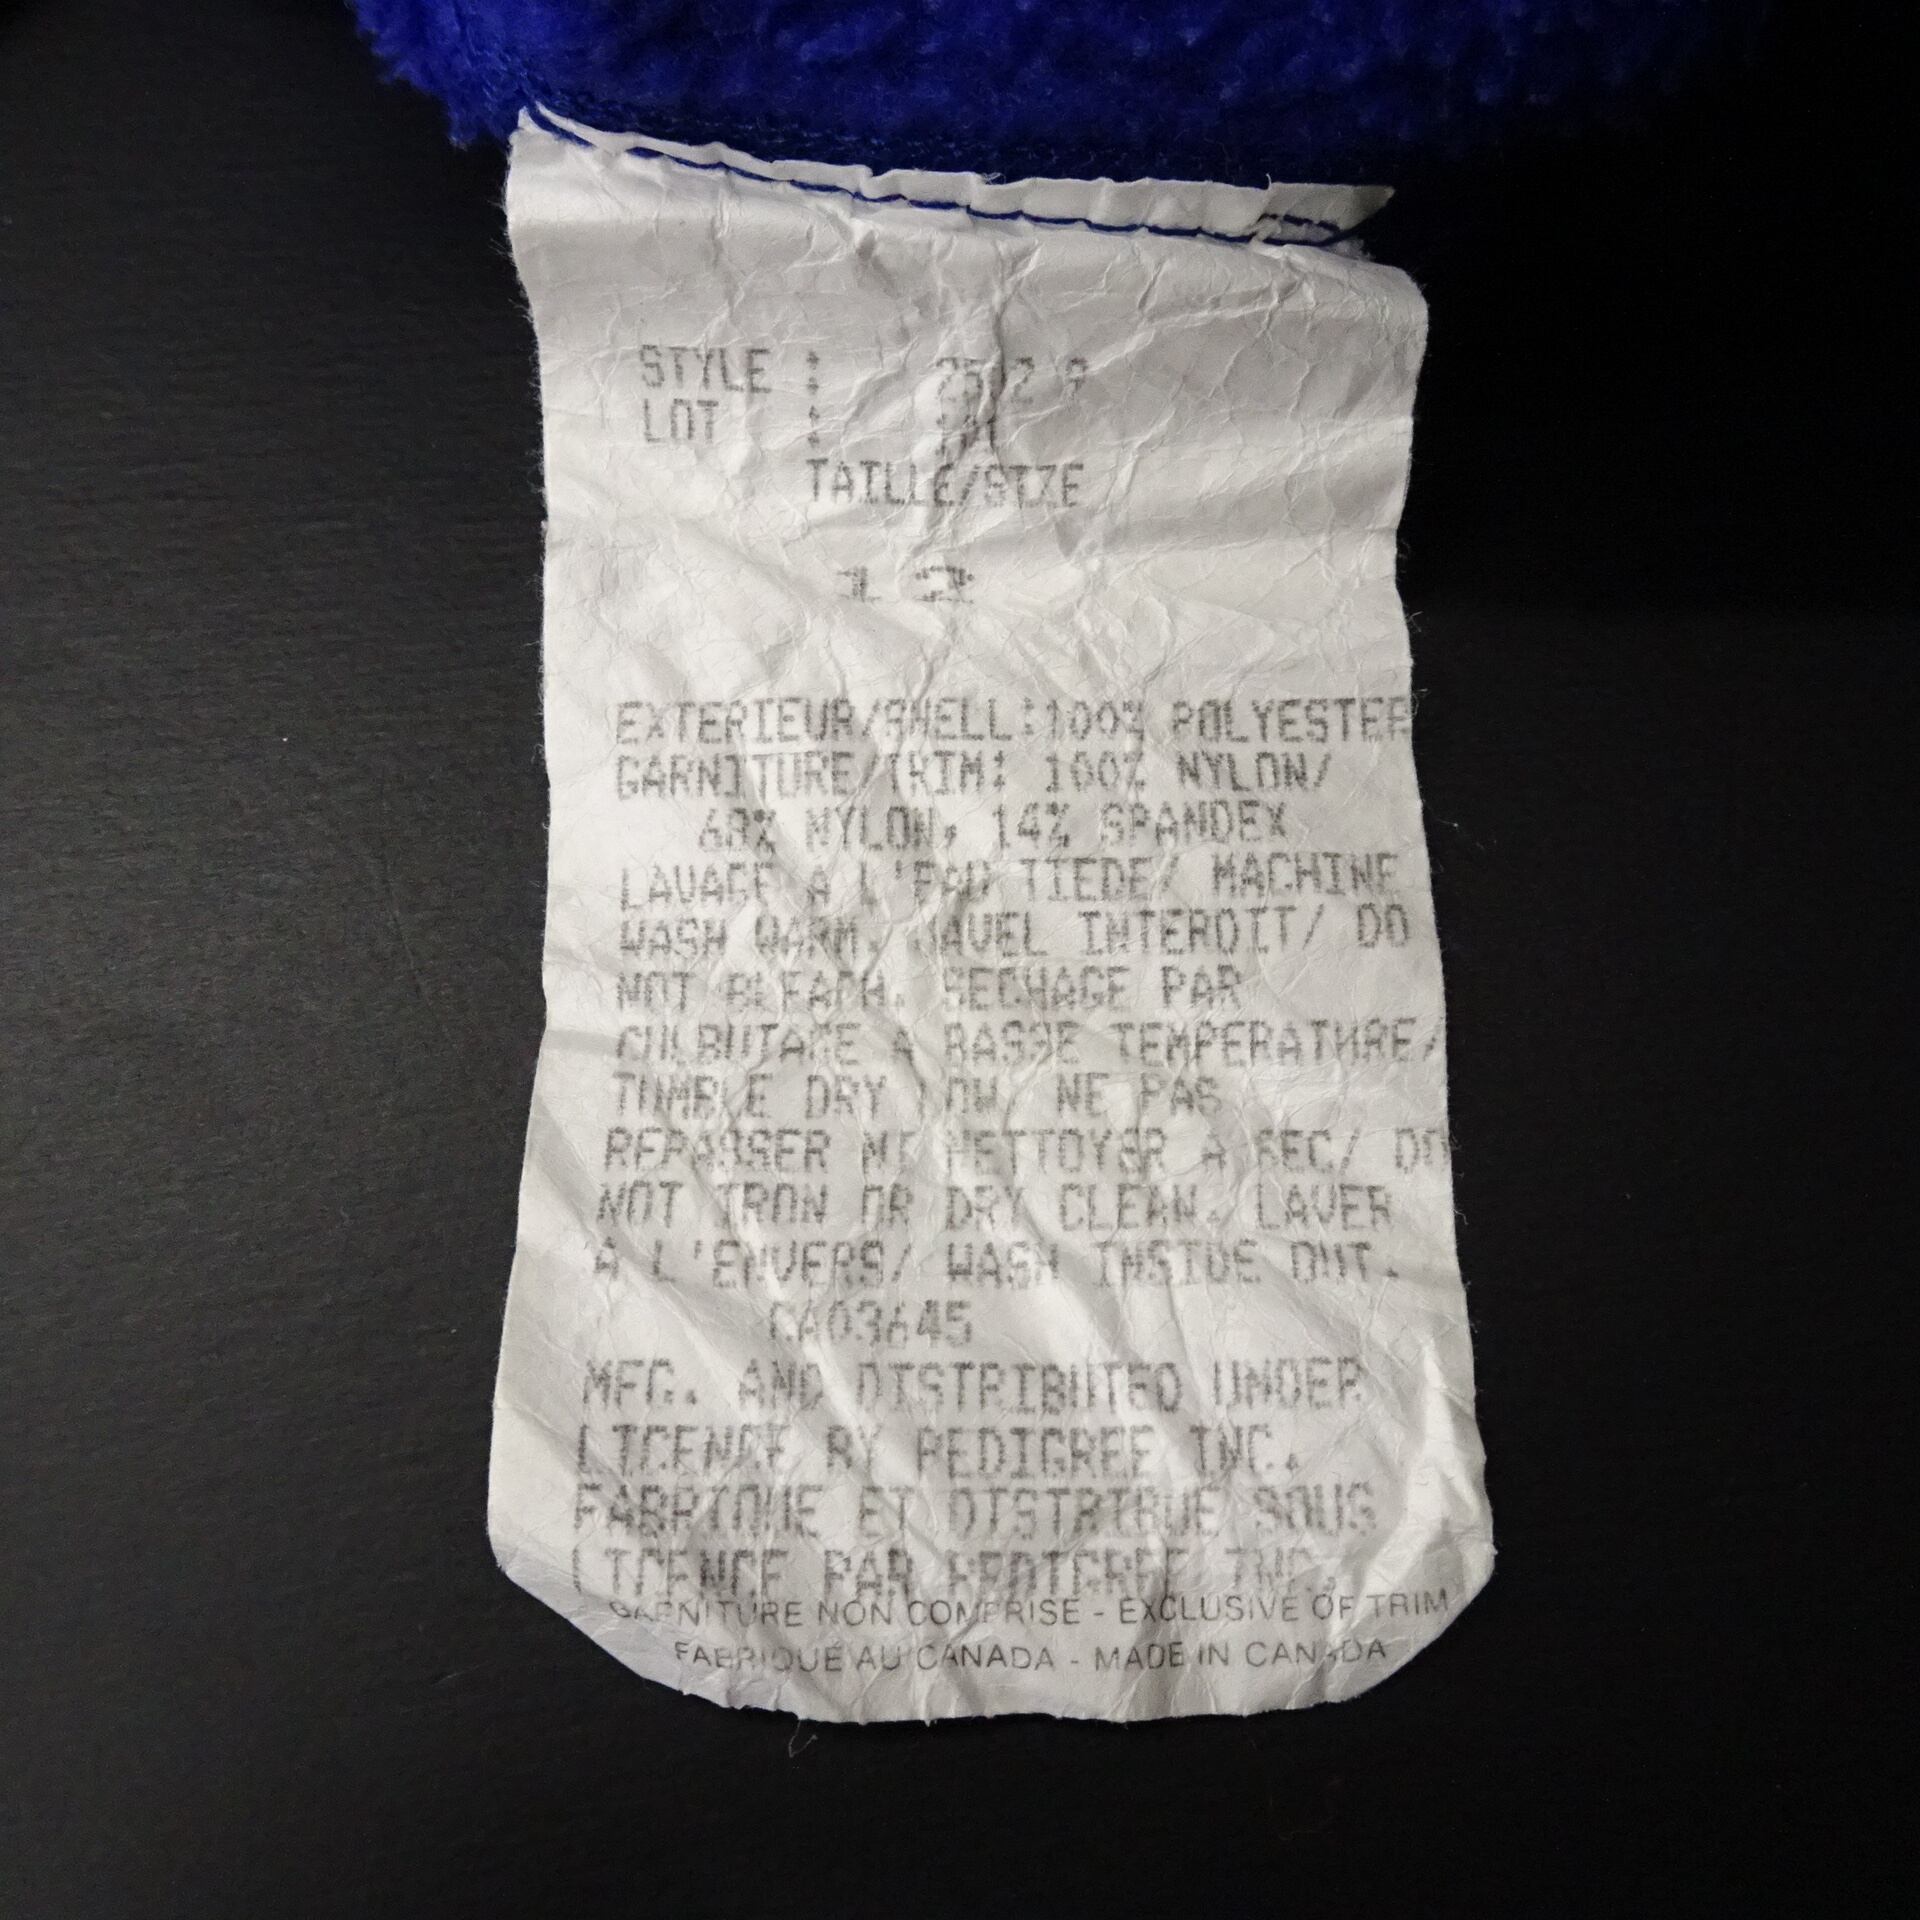 STYLE :
LOT :
TAILLE/SIZE
12
EXTERIEUR/SHELL:100% POLYESTER
GARNITURE/TRIM: 100% NYLON/
NYLON, 14% SPANDEX
LAVAGE A L'EAU TIEDE/ MACHINE
WASH WARM. JAVEL INTERDIT/ DO
NOT BLEACH. SECHAGE PAR
CULBUTAGE A BASSE TEMPERATURE/
TUMBLE DRY LOW. NE PAS
REPASSER NI NETTOYER A SEC/ DO
NOT IRON OR DRY CLEAN. LAVER
A L'ENVERS/ WASH INSIDE OUT.
CA03645
MFG. AND DISTRIBUTED UNDER
LICENCE BY PEDIGREE INC.
FABRIQUE ET DISTRIBUE SOUS
LICENCE PAR PEDIGREE INC.
GARNITURE NON COMPRISE - EXCLUSIVE OF TRIM
FABRIQUÉ AU CANADA - MADE IN CANADA